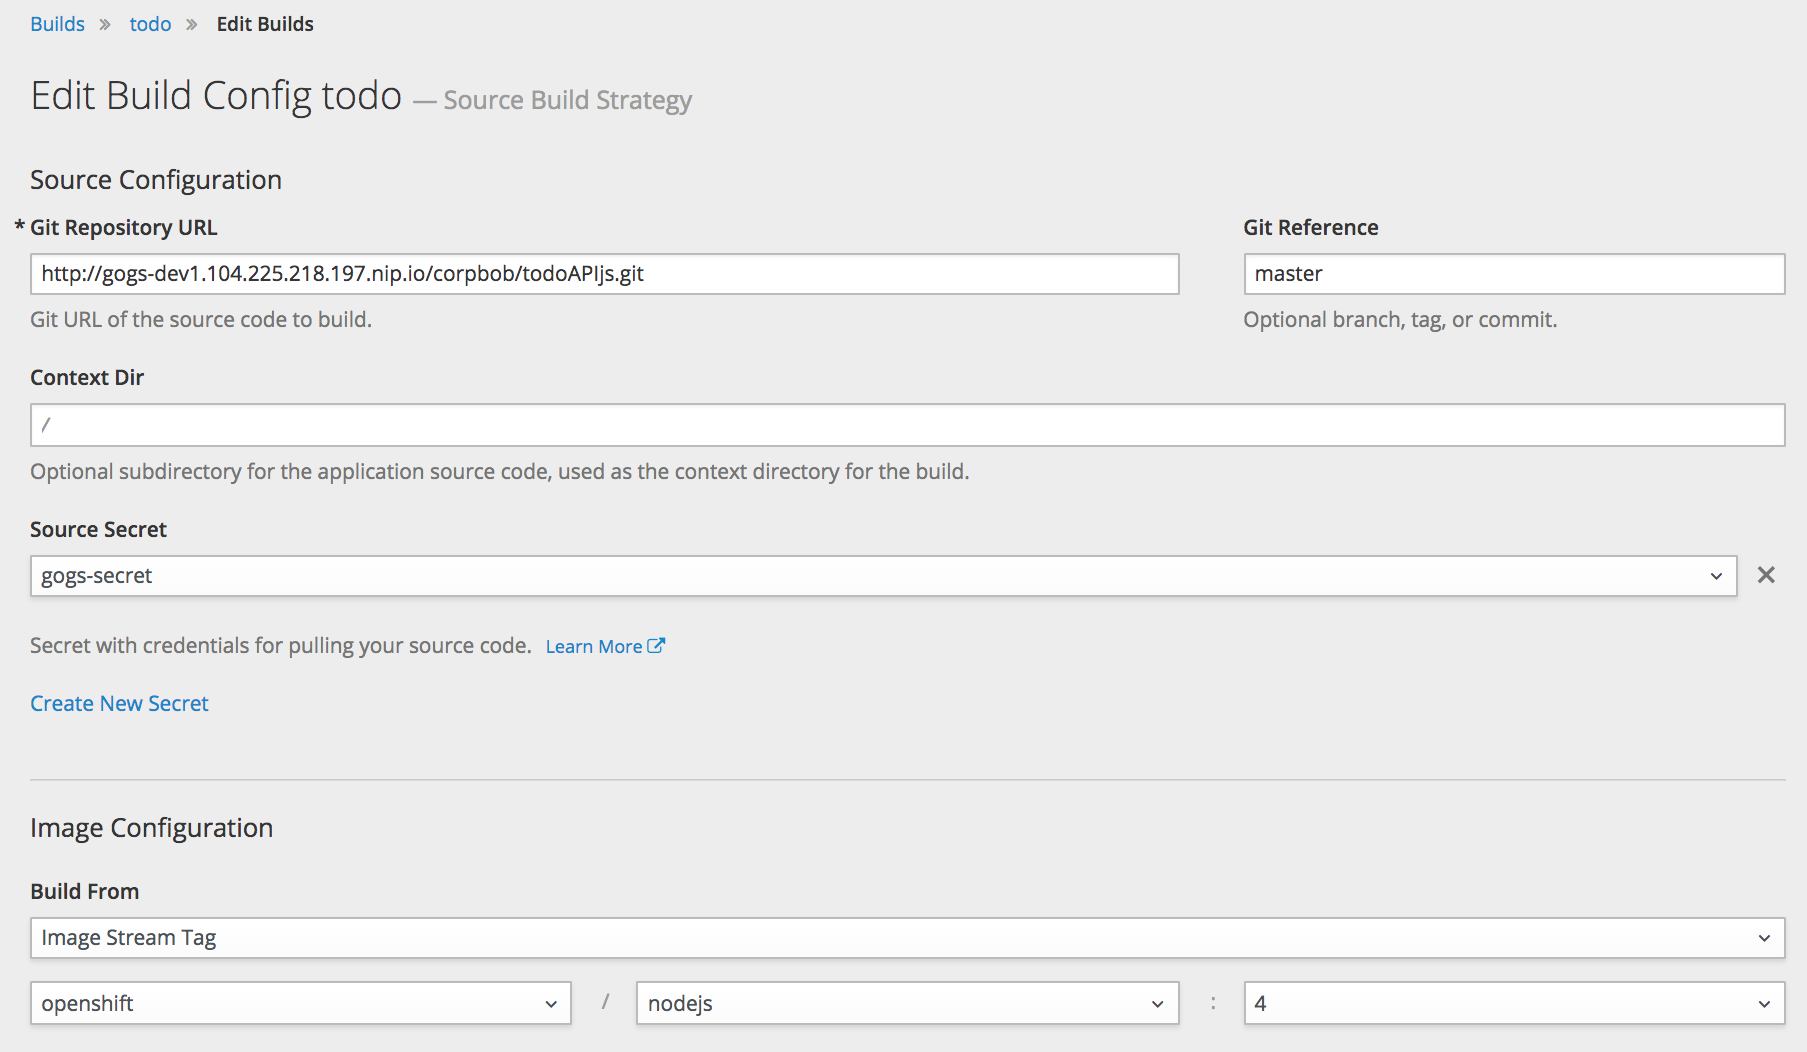 Builds » todo » Edit Builds
Edit Build Config todo — Source Build Strategy
Source Configuration
* Git Repository URL
Git Reference
http://gogs-dev1.104.225.218.197.nip.io/corpbob/todoAPIjs.git
master
Git URL of the source code to build.
Optional branch, tag, or commit.
Context Dir
/
Optional subdirectory for the application source code, used as the context directory for the build.
Source Secret
gogs-secret
Secret with credentials for pulling your source code. Learn More
Create New Secret
Image Configuration
Build From
Image Stream Tag
openshift / nodejs : 4